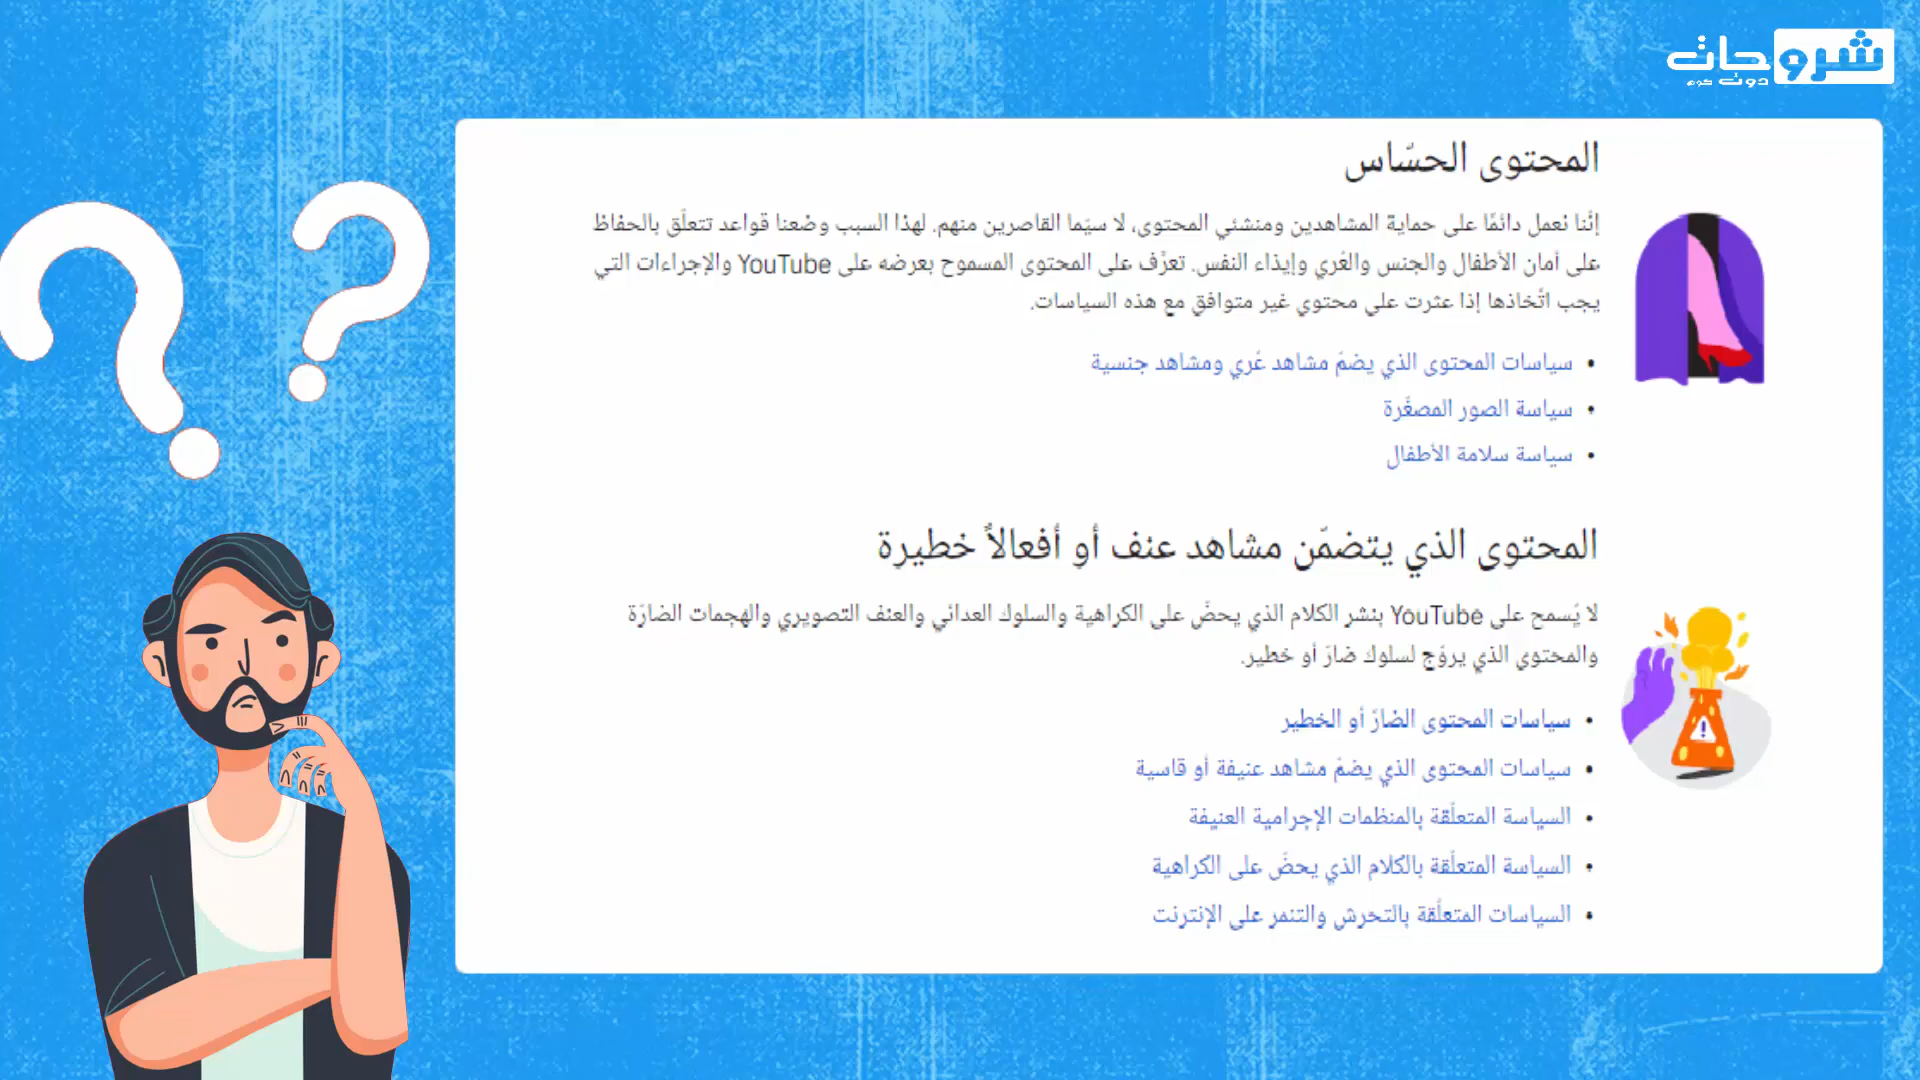 شروحات
دوت كوم
المحتوى الحسّاس
إنّنا نعمل دائمًا على حماية المشاهدين ومنشئي المحتوى، لا سيّما القاصرين منهم. لهذا السبب وضعنا قواعد تتعلّق بالحفاظ
على أمان الأطفال والجنس والعُري وإيذاء النفس. تعرَّف على المحتوى المسموح بعرضه على YouTube والإجراءات التي
يجب اتّخاذها إذا عثرت على محتوى غير متوافق مع هذه السياسات.
• سياسات المحتوى الذي يضمّ مشاهد عُري ومشاهد جنسية
• سياسة الصور المصغَّرة
• سياسة سلامة الأطفال
المحتوى الذي يتضمّن مشاهد عنف أو أفعالاً خطيرة
لا يُسمح على YouTube بنشر الكلام الذي يحضّ على الكراهية والسلوك العدائي والعنف التصويري والهجمات الضارّة
والمحتوى الذي يروّج لسلوك ضارّ أو خطير.
• سياسات المحتوى الضارّ أو الخطير
• سياسات المحتوى الذي يضمّ مشاهد عنيفة أو قاسية
• السياسة المتعلّقة بالمنظمات الإجرامية العنيفة
• السياسة المتعلّقة بالكلام الذي يحضّ على الكراهية
• السياسات المتعلّقة بالتحرش والتنمر على الإنترنت